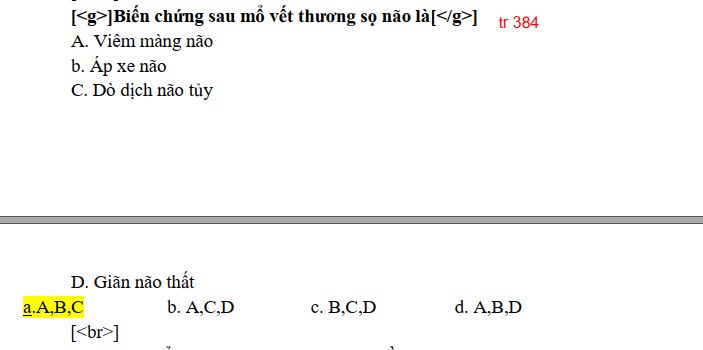 [<g>]Biến chứng sau mổ vết thương sọ não là[</g>] tr 384
A. Viêm màng não
b. Áp xe não
C. Dò dịch não tủy
D. Giãn não thất
a.A,B,C b. A,C,D c. B,C,D d. A,B,D
[<br>]